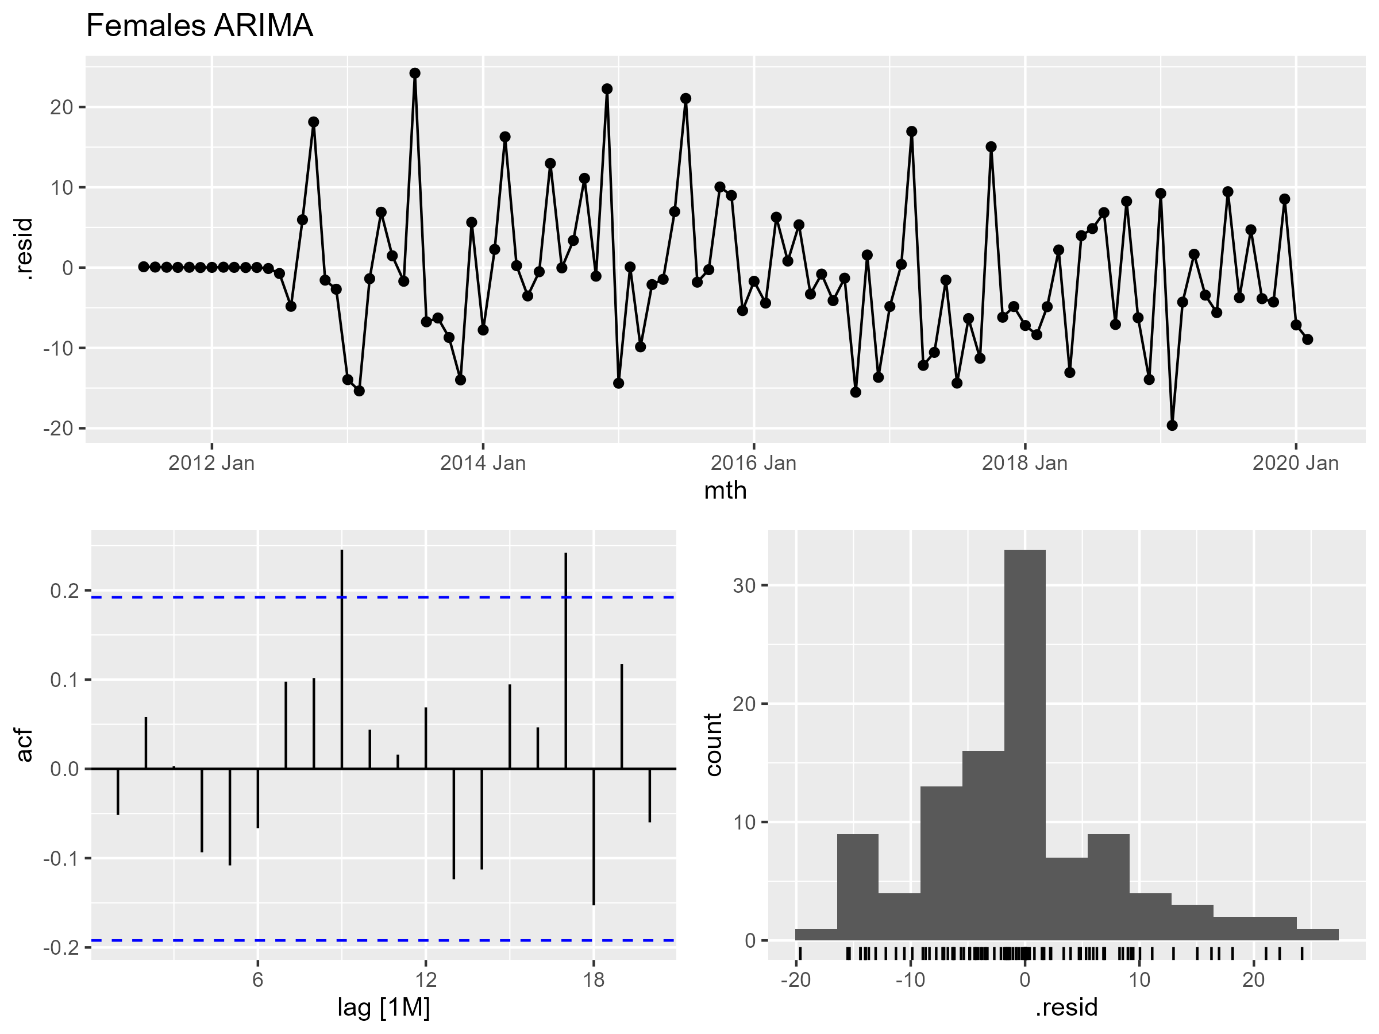 Females ARIMA
20
10
0
-10
-20
.resid
2012 Jan
2014 Jan
2016 Jan
2018 Jan
2020 Jan
mth
0.2
0.1
0.0
-0.1
-0.2
acf
6
12
18
lag [1M]
30
20
10
0
count
-20
-10
0
10
20
.resid